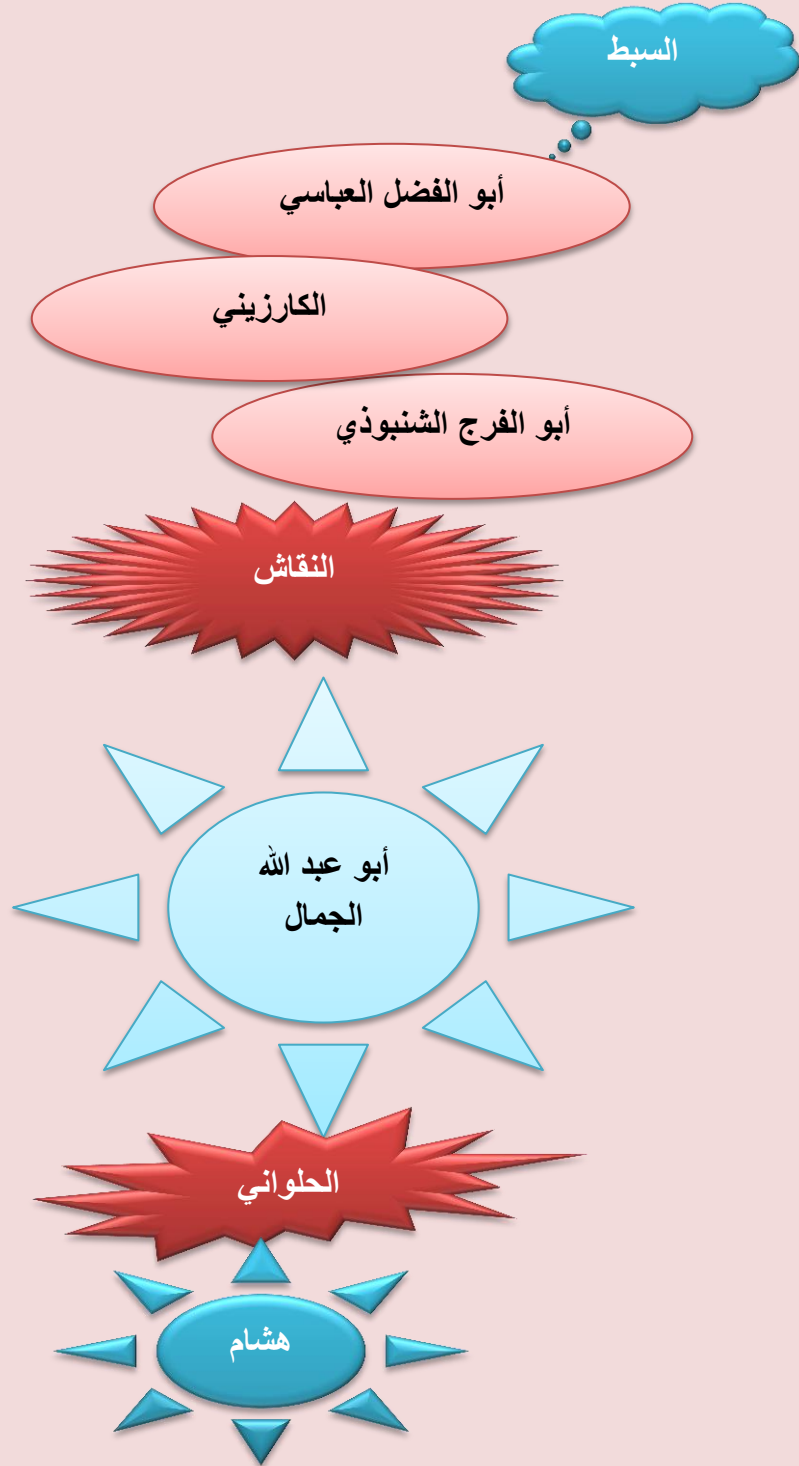 السبط
أبو الفضل العباسي
الكارزيني
أبو الفرج الشنبوذي
النقاش
أبو عبد الله
الجمال
الحلواني
هشام